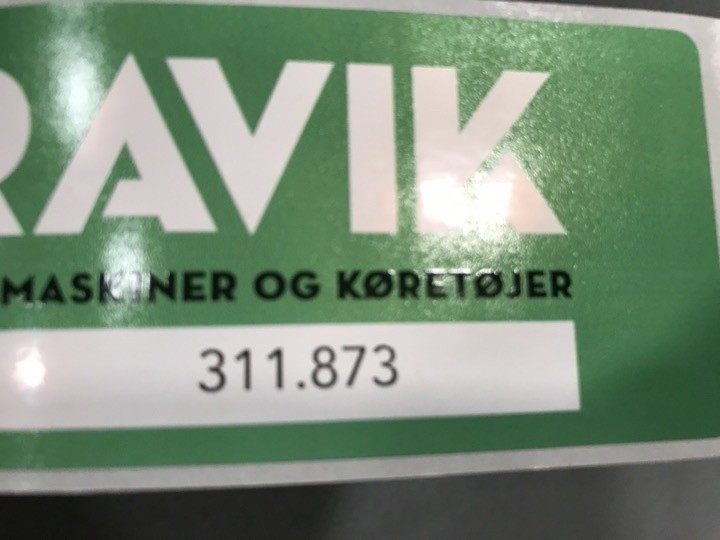 RAVIK
MASKINER OG KØRETØJER
311.873